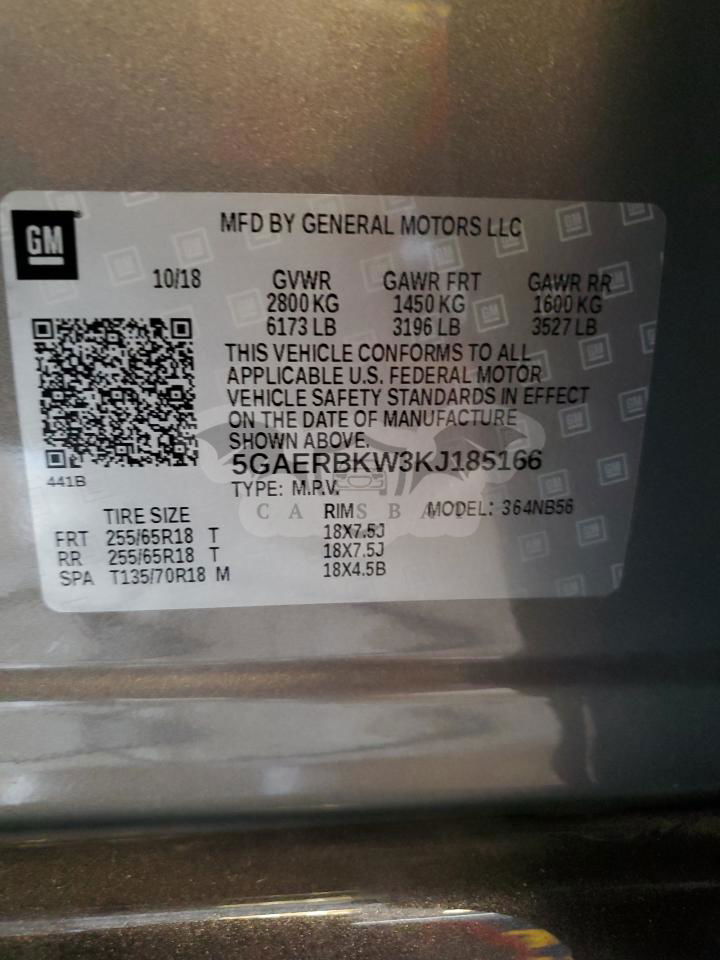 GM
MFD BY GENERAL MOTORS LLC
10/18 GVWR GAWR FRT GAWR RR
2800 KG 1450 KG 1600 KG
6173 LB 3196 LB 3527 LB
THIS VEHICLE CONFORMS TO ALL
APPLICABLE U.S. FEDERAL MOTOR
VEHICLE SAFETY STANDARDS IN EFFECT
ON THE DATE OF MANUFACTURE
SHOWN ABOVE.
441B
5GAERBKW3KJ185166
TYPE: M.P.V.
TIRE SIZE RIM MODEL: 364NB56
FRT 255/65R18 T 18X7.5J
RR 255/65R18 T 18X7.5J
SPA T135/70R18 M 18X4.5B